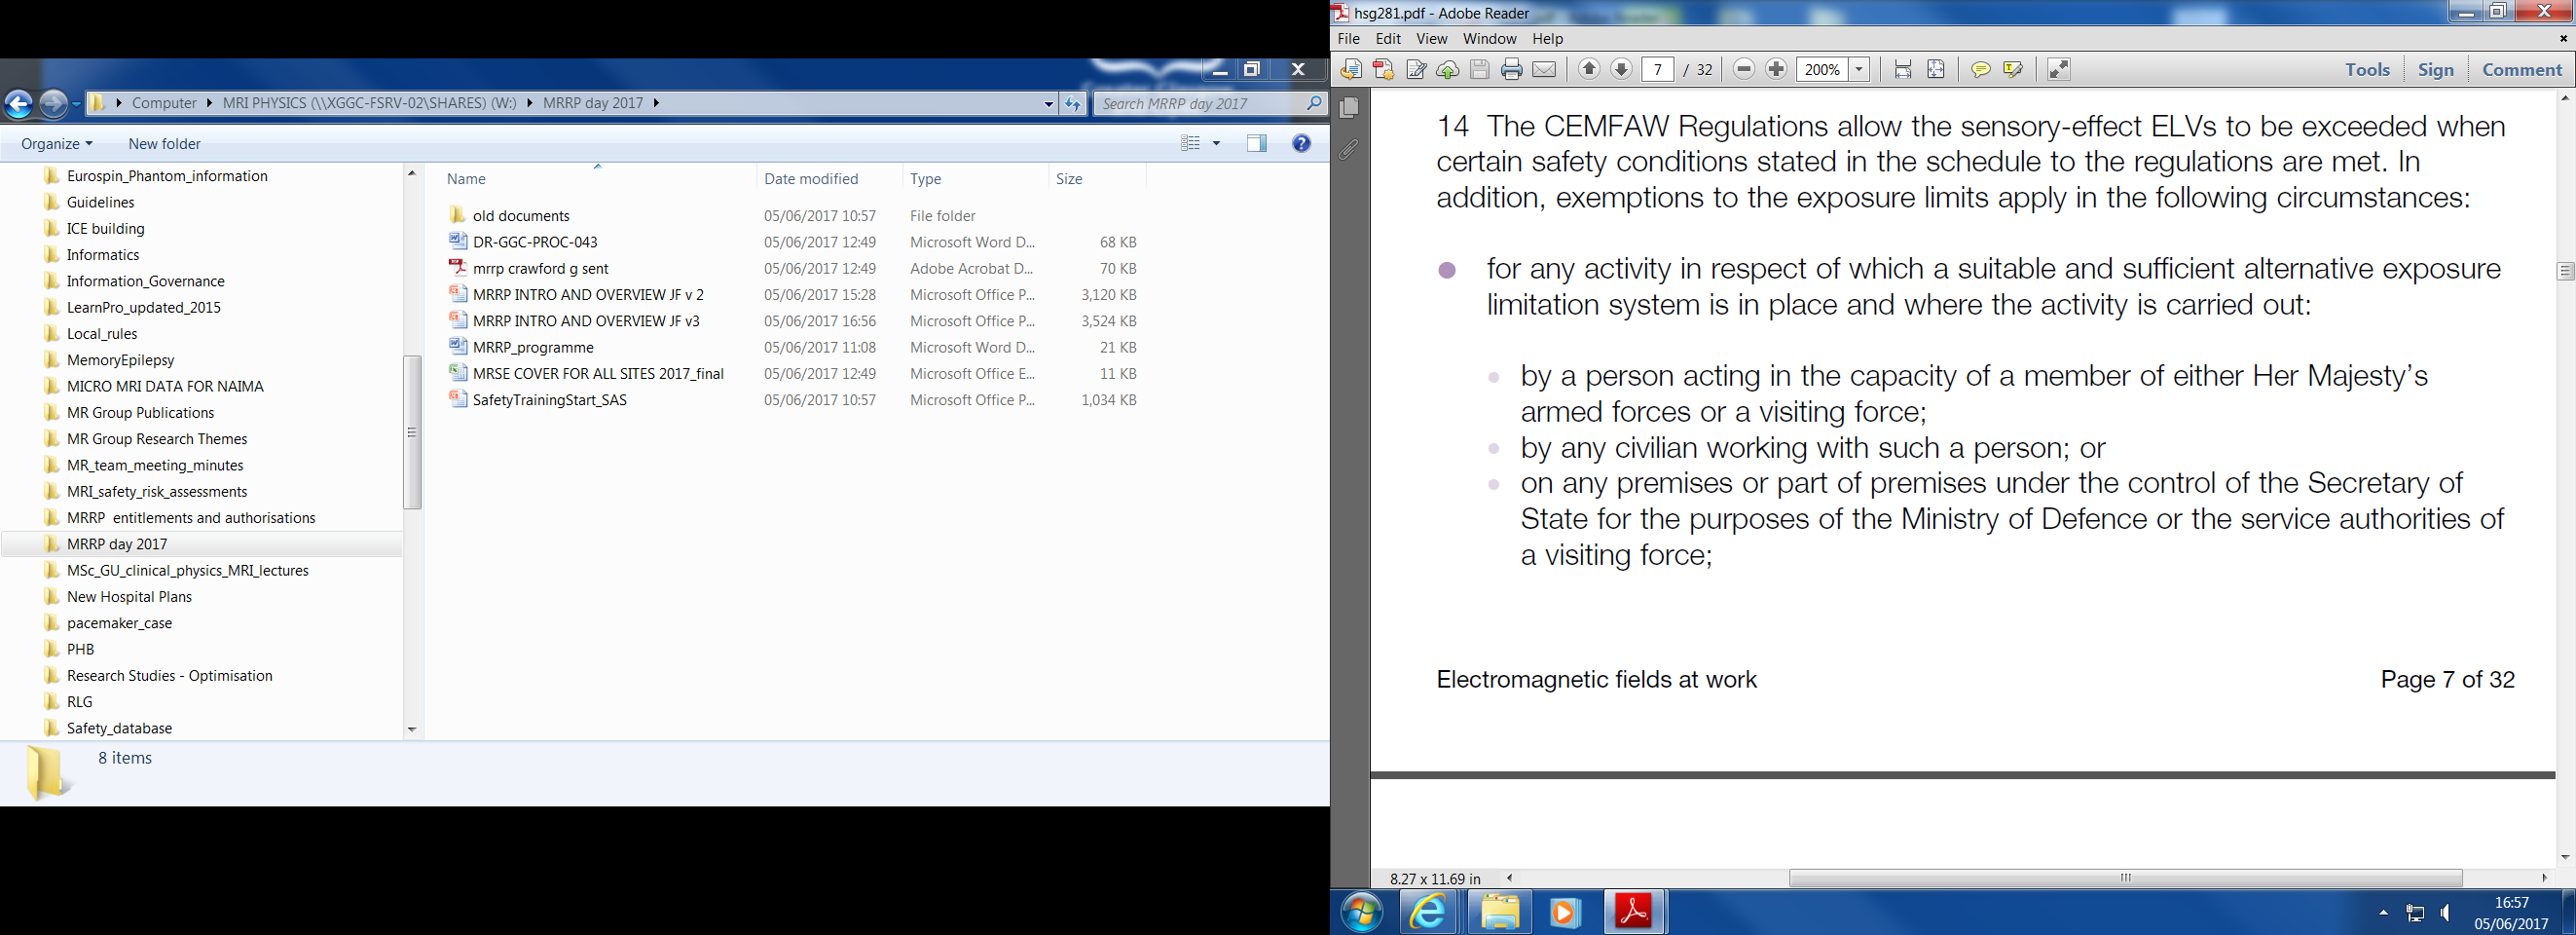 Computer ▸ MRI PHYSICS (\\XGGC-FSRV-02\SHARES) (W:) ▸ MRRP day 2017 ▸
Search MRRP day 2017
Organize
New folder
Eurospin_Phantom_information
Guidelines
ICE building
Informatics
Information_Governance
LearnPro_updated_2015
Local_rules
MemoryEpilepsy
MICRO MRI DATA FOR NAIMA
MR Group Publications
MR Group Research Themes
MR_team_meeting_minutes
MRI_safety_risk_assessments
MRRP  entitlements and authorisations
MRRP day 2017
MSc_GU_clinical_physics_MRI_lectures
New Hospital Plans
pacemaker_case
PHB
Research Studies - Optimisation
RLG
Safety_database
Name Date modified Type Size
old documents 05/06/2017 10:57 File folder
DR-GGC-PROC-043 05/06/2017 12:49 Microsoft Word D... 68 KB
mrrp crawford g sent 05/06/2017 12:49 Adobe Acrobat D... 70 KB
MRRP INTRO AND OVERVIEW JF v 2 05/06/2017 15:28 Microsoft Office P... 3,120 KB
MRRP INTRO AND OVERVIEW JF v3 05/06/2017 16:56 Microsoft Office P... 3,524 KB
MRRP_programme 05/06/2017 11:08 Microsoft Word D... 21 KB
MRSE COVER FOR ALL SITES 2017_final 05/06/2017 12:49 Microsoft Office E... 11 KB
SafetyTrainingStart_SAS 05/06/2017 10:57 Microsoft Office P... 1,034 KB
8 items
hsg281.pdf - Adobe Reader
File Edit View Window Help
7 / 32 200% Tools Sign Comment
14 The CEMFAW Regulations allow the sensory-effect ELVs to be exceeded when
certain safety conditions stated in the schedule to the regulations are met. In
addition, exemptions to the exposure limits apply in the following circumstances:
● for any activity in respect of which a suitable and sufficient alternative exposure
limitation system is in place and where the activity is carried out:
● by a person acting in the capacity of a member of either Her Majesty's
armed forces or a visiting force;
● by any civilian working with such a person; or
● on any premises or part of premises under the control of the Secretary of
State for the purposes of the Ministry of Defence or the service authorities of
a visiting force;
Electromagnetic fields at work Page 7 of 32
8.27 x 11.69 in
16:57
05/06/2017